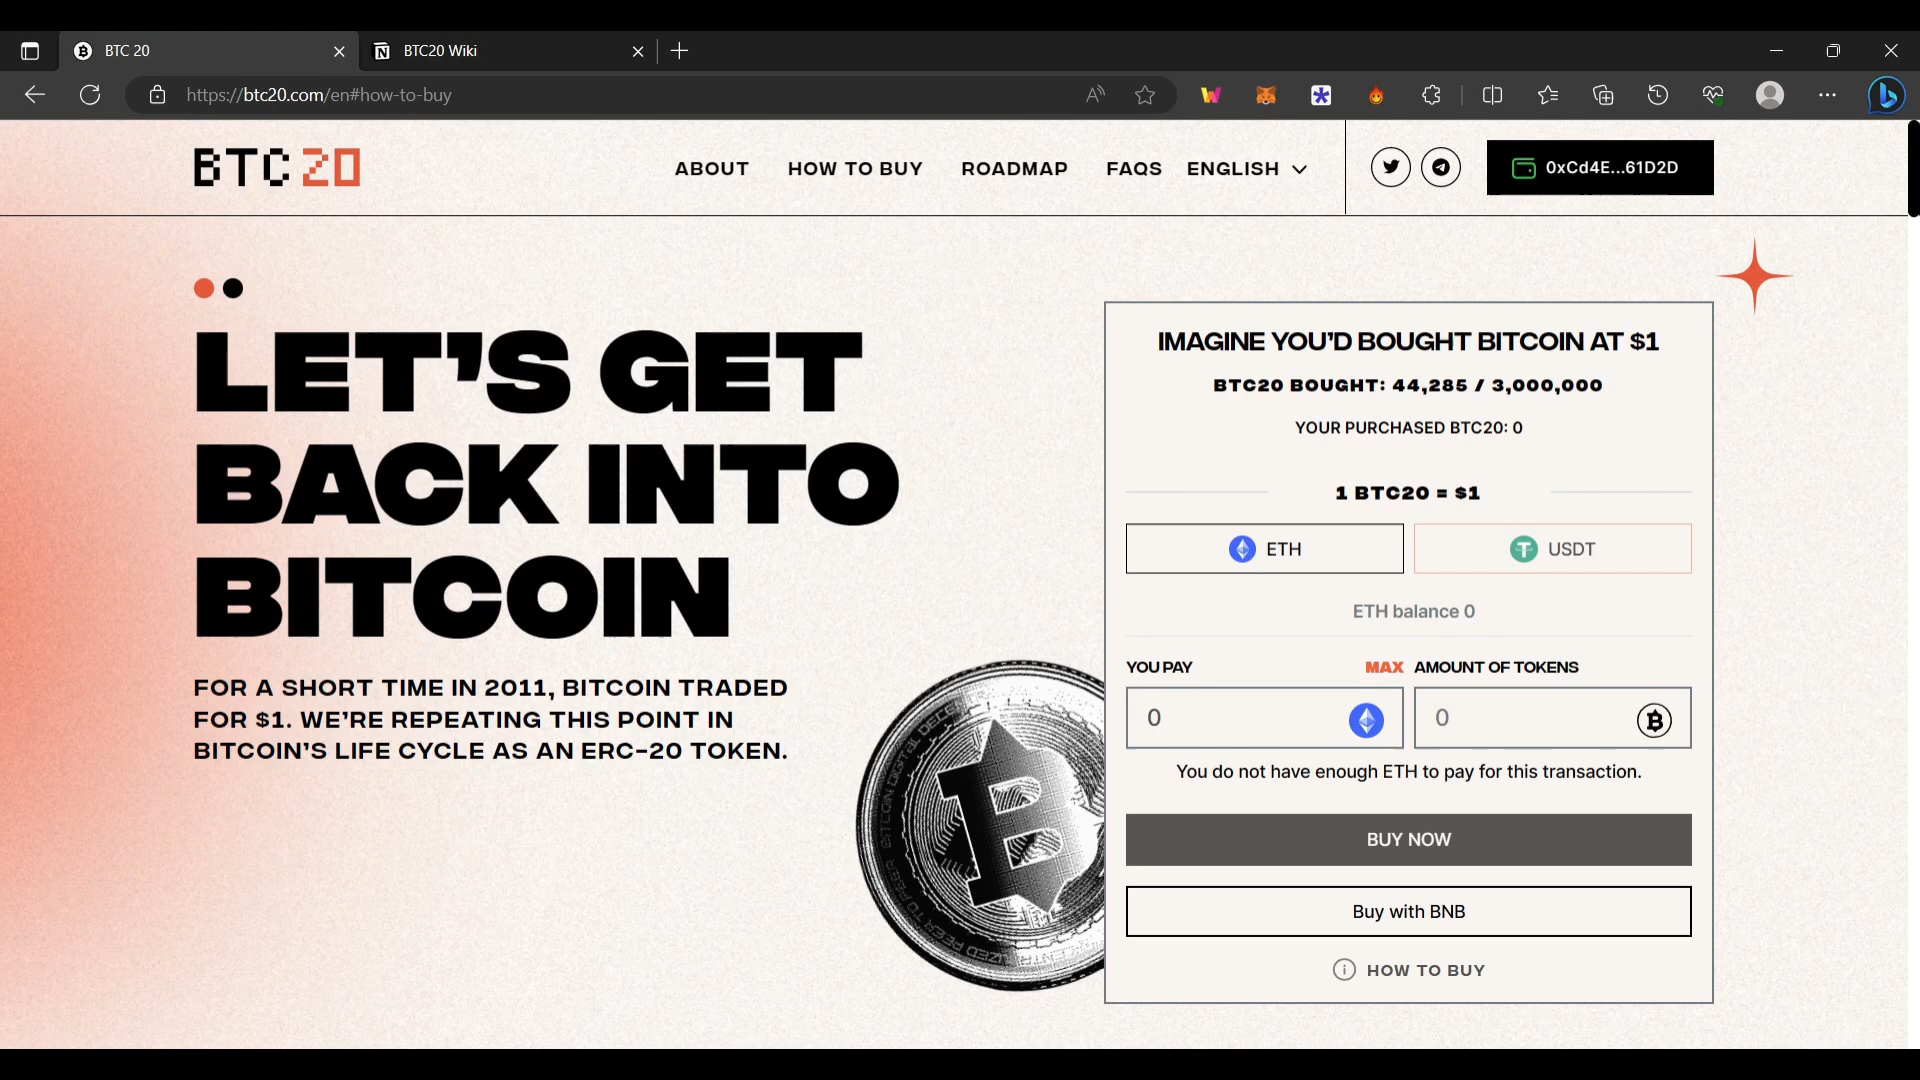 BTC 20
BTC20 Wiki
https://btc20.com/en#how-to-buy
BTC20
ABOUT
HOW TO BUY
ROADMAP
FAQS
ENGLISH
0xCd4E...61D2D
LET'S GET
BACK INTO
BITCOIN
FOR A SHORT TIME IN 2011, BITCOIN TRADED
FOR $1. WE'RE REPEATING THIS POINT IN
BITCOIN'S LIFE CYCLE AS AN ERC-20 TOKEN.
IMAGINE YOU'D BOUGHT BITCOIN AT $1
BTC20 BOUGHT: 44,285 / 3,000,000
YOUR PURCHASED BTC20: 0
1 BTC20 = $1
ETH
USDT
ETH balance 0
YOU PAY
MAX
AMOUNT OF TOKENS
0
0
You do not have enough ETH to pay for this transaction.
BUY NOW
Buy with BNB
HOW TO BUY